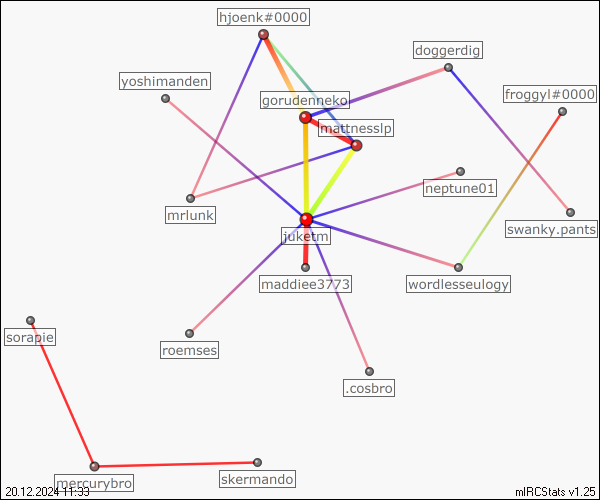 hjoenk#0000
doggerdig
yoshimanden
froggyl#0000
gorudenneko
mattnesslp
neptune01
mrlunk
swanky.pants
juketm
maddiee3773
wordlesseulogy
sorapie
roemses
.cosbro
mercurybro
skermando
20.12.2024 11:33
mIRCStats v1.25